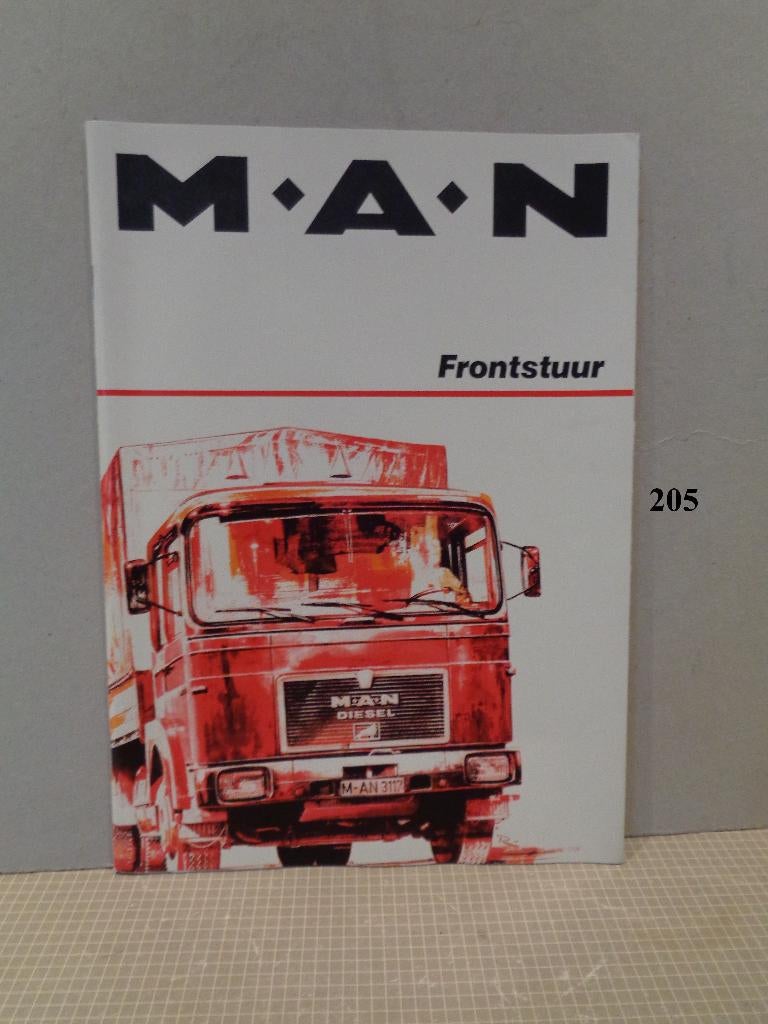 M·A·N
Frontstuur
205
M·A·N
DIESEL
M-AN 3117